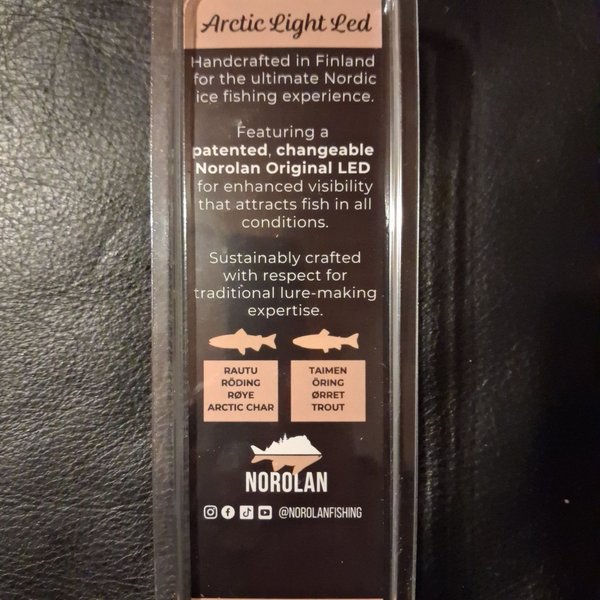 Arctic Light Led
Handcrafted in Finland
for the ultimate Nordic
ice fishing experience.
Featuring a
patented, changeable
Norolan Original LED
for enhanced visibility
that attracts fish in all
conditions.
Sustainably crafted
with respect for
traditional lure-making
expertise.
RAUTU
RÖDING
RØYE
ARCTIC CHAR
TAIMEN
ÖRING
ØRRET
TROUT
NOROLAN
@NOROLANFISHING